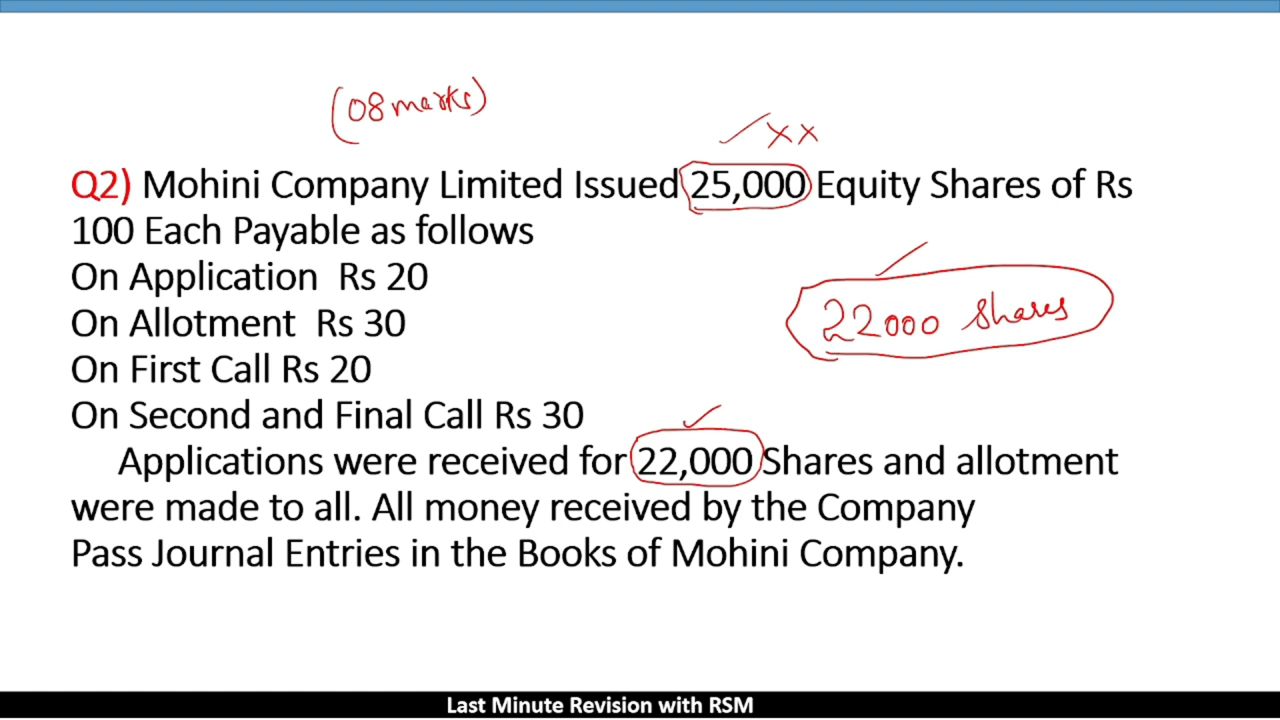 (08 marks)
Q2) Mohini Company Limited Issued 25,000 Equity Shares of Rs
100 Each Payable as follows
On Application Rs 20
On Allotment Rs 30
22000 Shares
On First Call Rs 20
On Second and Final Call Rs 30
Applications were received for 22,000 Shares and allotment
were made to all. All money received by the Company
Pass Journal Entries in the Books of Mohini Company.
Last Minute Revision with RSM